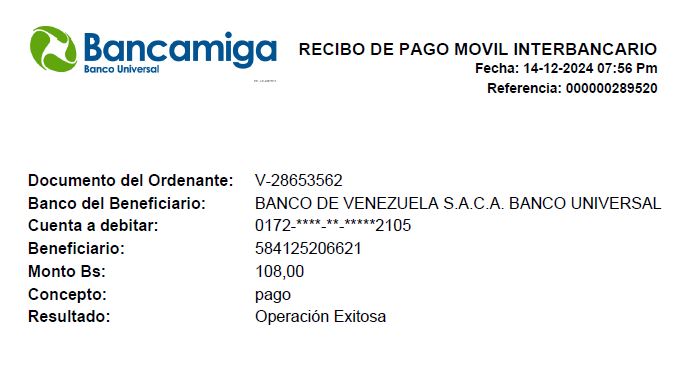 Bancamiga
Banco Universal
RECIBO DE PAGO MOVIL INTERBANCARIO
Fecha: 14-12-2024 07:56 Pm
Referencia: 000000289520
Documento del Ordenante: V-28653562
Banco del Beneficiario: BANCO DE VENEZUELA S.A.C.A. BANCO UNIVERSAL
Cuenta a debitar: 0172-****-**-*****2105
Beneficiario: 584125206621
Monto Bs: 108,00
Concepto: pago
Resultado: Operación Exitosa